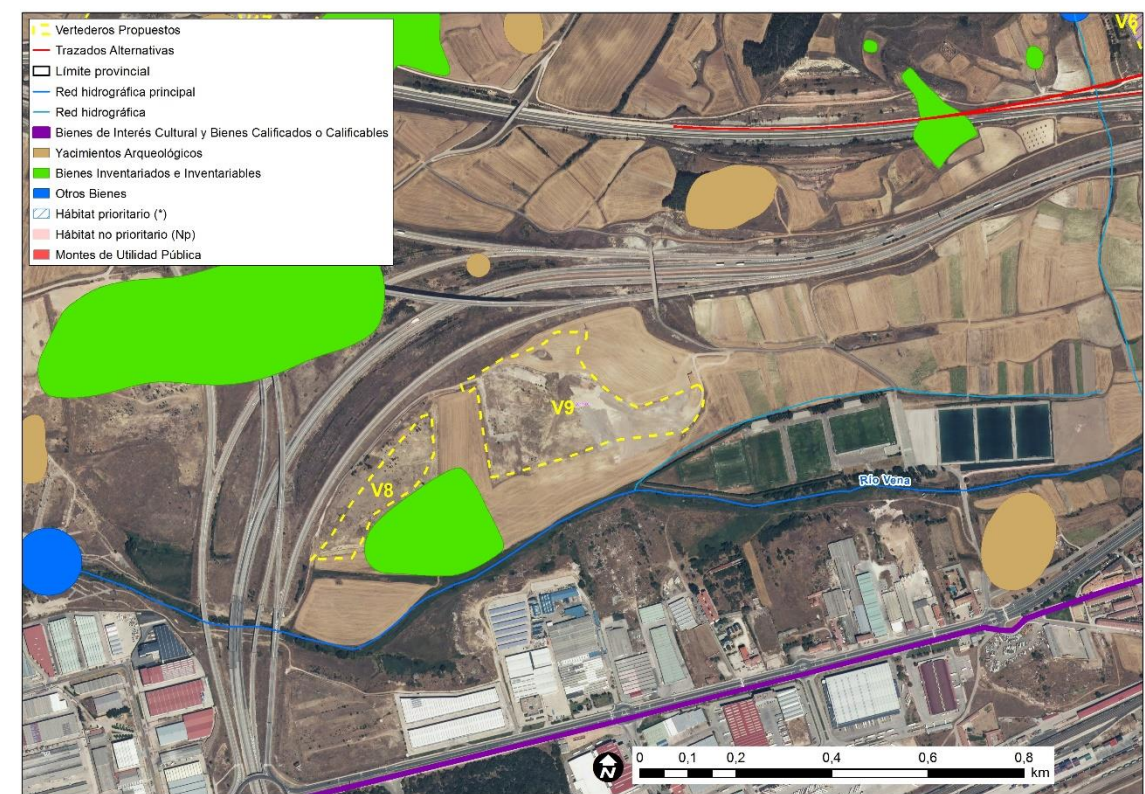 Vertederos Propuestos
Trazados Alternativas
Límite provincial
Red hidrográfica principal
Red hidrográfica
Bienes de Interés Cultural y Bienes Calificados o Calificables
Yacimientos Arqueológicos
Bienes Inventariados e Inventariables
Otros Bienes
Hábitat prioritario (*)
Hábitat no prioritario (Np)
Montes de Utilidad Pública
V6
V9
V8
Río Vena
N
0 0,1 0,2 0,4 0,6 0,8
km